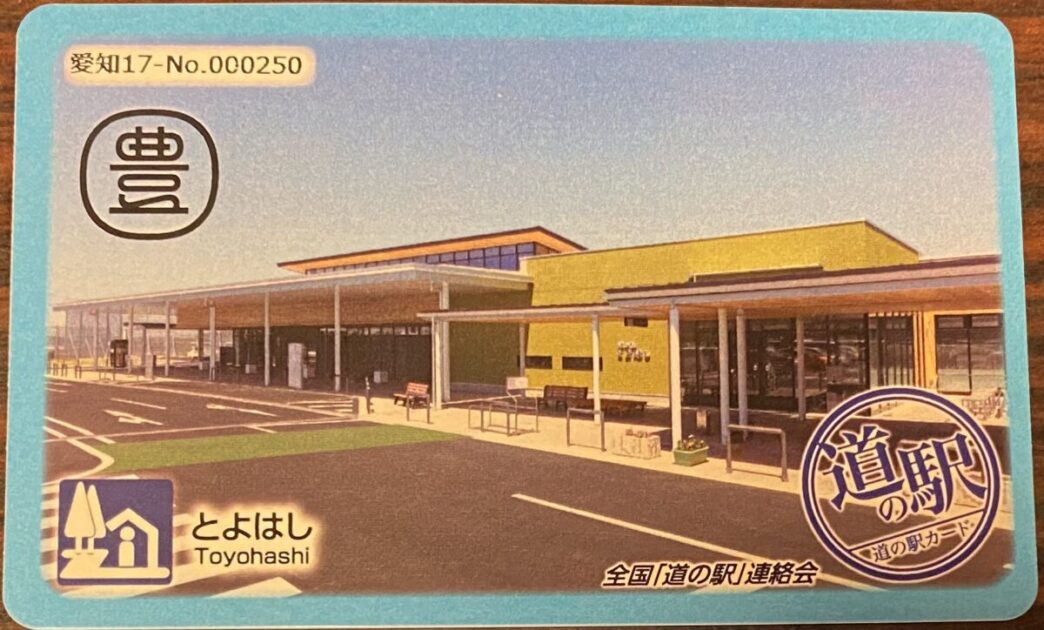 愛知17-No.000250
豊
道の駅
道の駅カード
とよはし
Toyohashi
全国「道の駅」連絡会